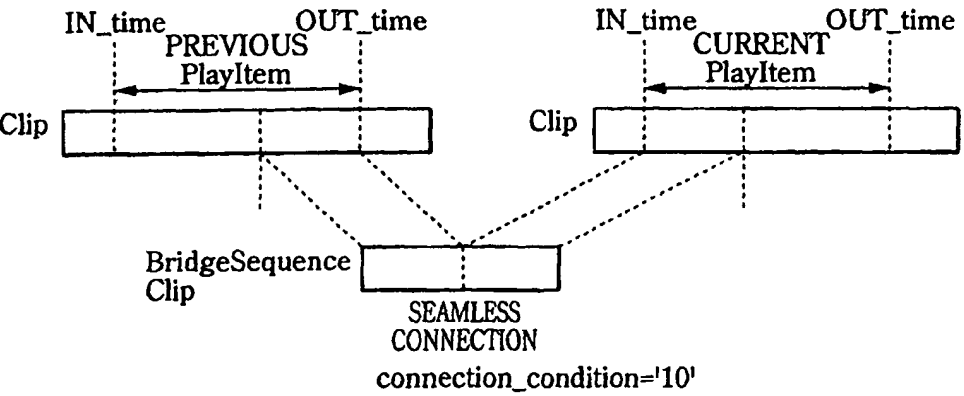 IN_time OUT_time
PREVIOUS
PlayItem
Clip
IN_time OUT_time
CURRENT
PlayItem
Clip
BridgeSequence
Clip
SEAMLESS
CONNECTION
connection_condition='10'